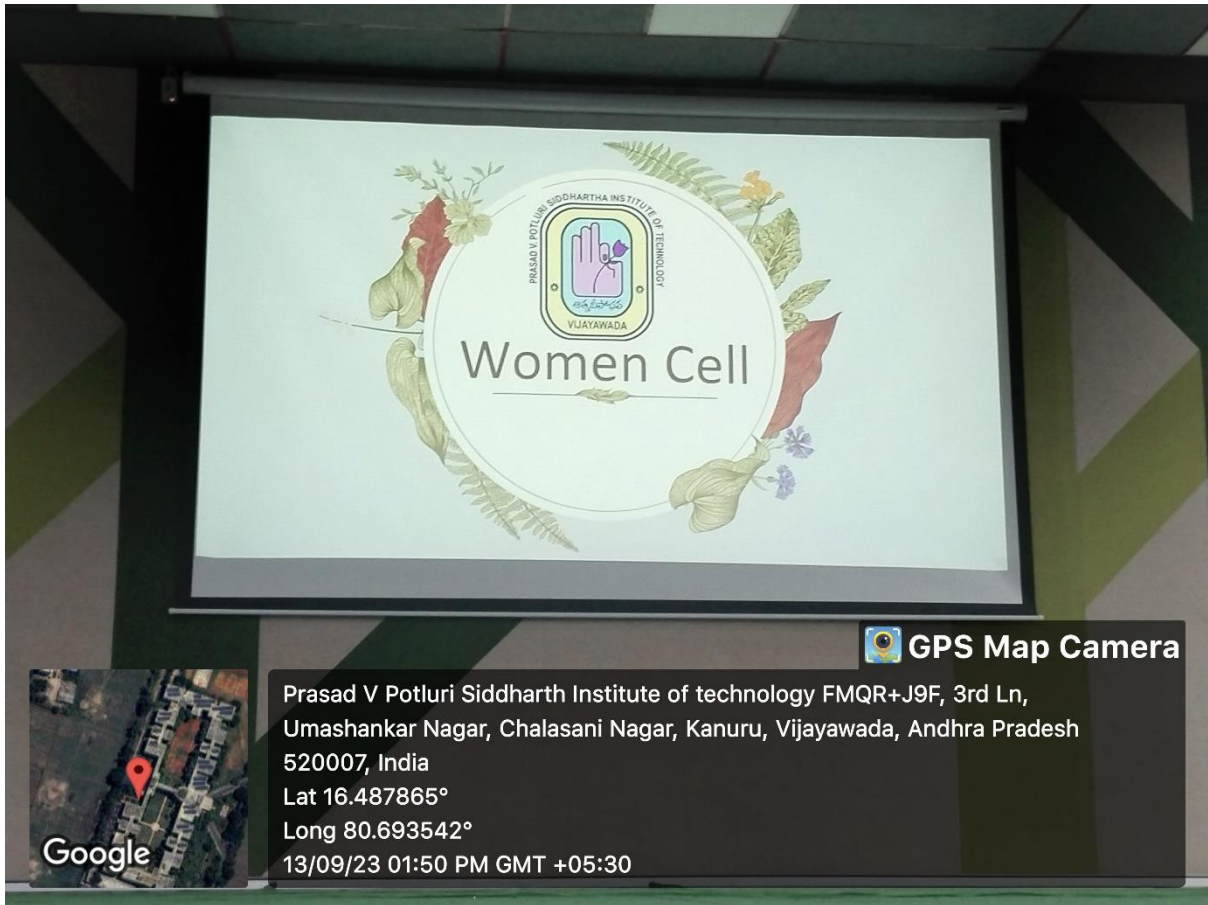 PRASAD V. POTLURI SIDDHARTHA INSTITUTE OF TECHNOLOGY
VIJAYAWADA
Women Cell
GPS Map Camera
Prasad V Potluri Siddharth Institute of technology FMQR+J9F, 3rd Ln,
Umashankar Nagar, Chalasani Nagar, Kanuru, Vijayawada, Andhra Pradesh
520007, India
Lat 16.487865°
Long 80.693542°
13/09/23 01:50 PM GMT +05:30
Google